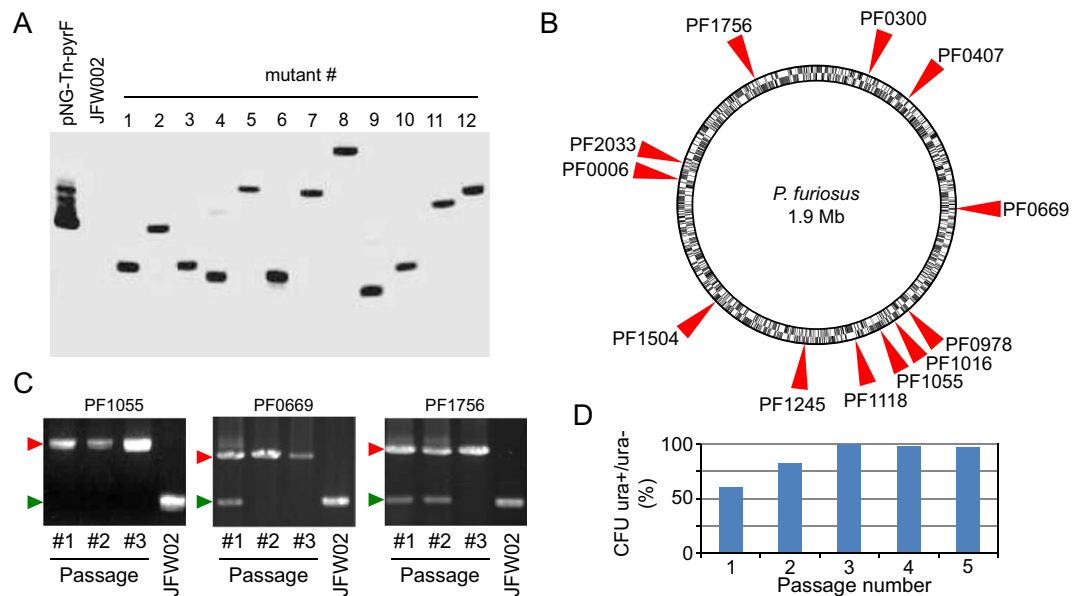 A
pNG-Tn-pyrF
JFW002
mutant #
1 2 3 4 5 6 7 8 9 10 11 12
B
PF0300
PF1756
PF0407
PF2033
PF0006
P. furiosus
1.9 Mb
PF0669
PF1504
PF0978
PF1016
PF1055
PF1118
PF1245
C
PF1055
#1 #2 #3
Passage
JFW02
PF0669
#1 #2 #3
Passage
JFW02
PF1756
#1 #2 #3
Passage
JFW02
D
CFU ura+/ura-
(%)
100
50
0
1 2 3 4 5
Passage number